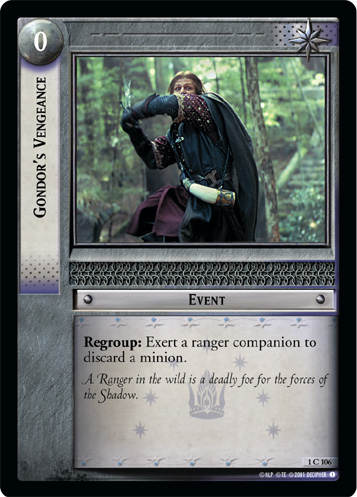 0
GONDOR'S VENGEANCE
EVENT
Regroup: Exert a ranger companion to
discard a minion.
A Ranger in the wild is a deadly foe for the forces of
the Shadow.
1 C 106
©NLP ©TE ©2001 DECIPHER